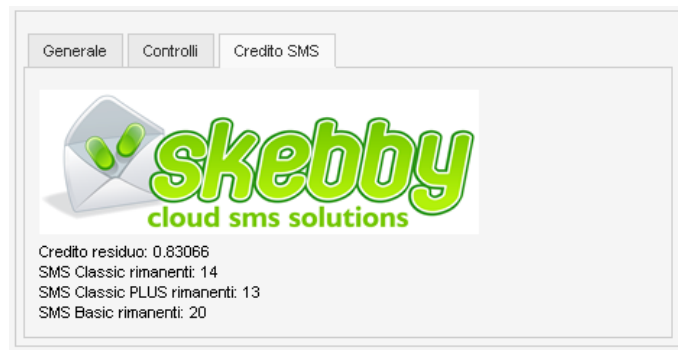 Generale Controlli Credito SMS
skebby
cloud sms solutions
Credito residuo: 0.83066
SMS Classic rimanenti: 14
SMS Classic PLUS rimanenti: 13
SMS Basic rimanenti: 20